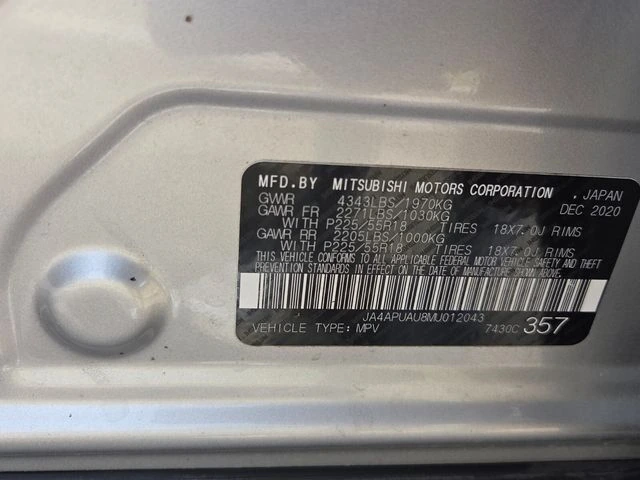 MFD.BY MITSUBISHI MOTORS CORPORATION , JAPAN
GVWR 4343LBS/1970KG DEC 2020
GAWR FR 2271LBS/1030KG
WITH P225/55R18 TIRES 18X7.0J RIMS
GAWR RR 2205LBS/1000KG
WITH P225/55R18 TIRES 18X7.0J RIMS
THIS VEHICLE CONFORMS TO ALL APPLICABLE FEDERAL MOTOR VEHICLE SAFETY AND THEFT
PREVENTION STANDARDS IN EFFECT ON THE DATE OF MANUFACTURE SHOWN ABOVE.
JA4APUAU8MU012043
VEHICLE TYPE:MPV 7430C 357